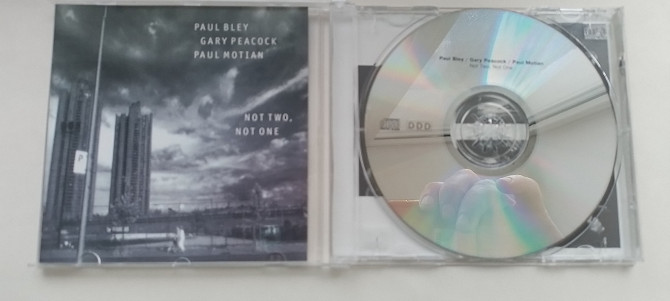 PAUL BLEY
GARY PEACOCK
PAUL MOTIAN
NOT TWO,
NOT ONE
P
Paul Bley · Gary Peacock · Paul Motian
Not Two, Not One
DDD